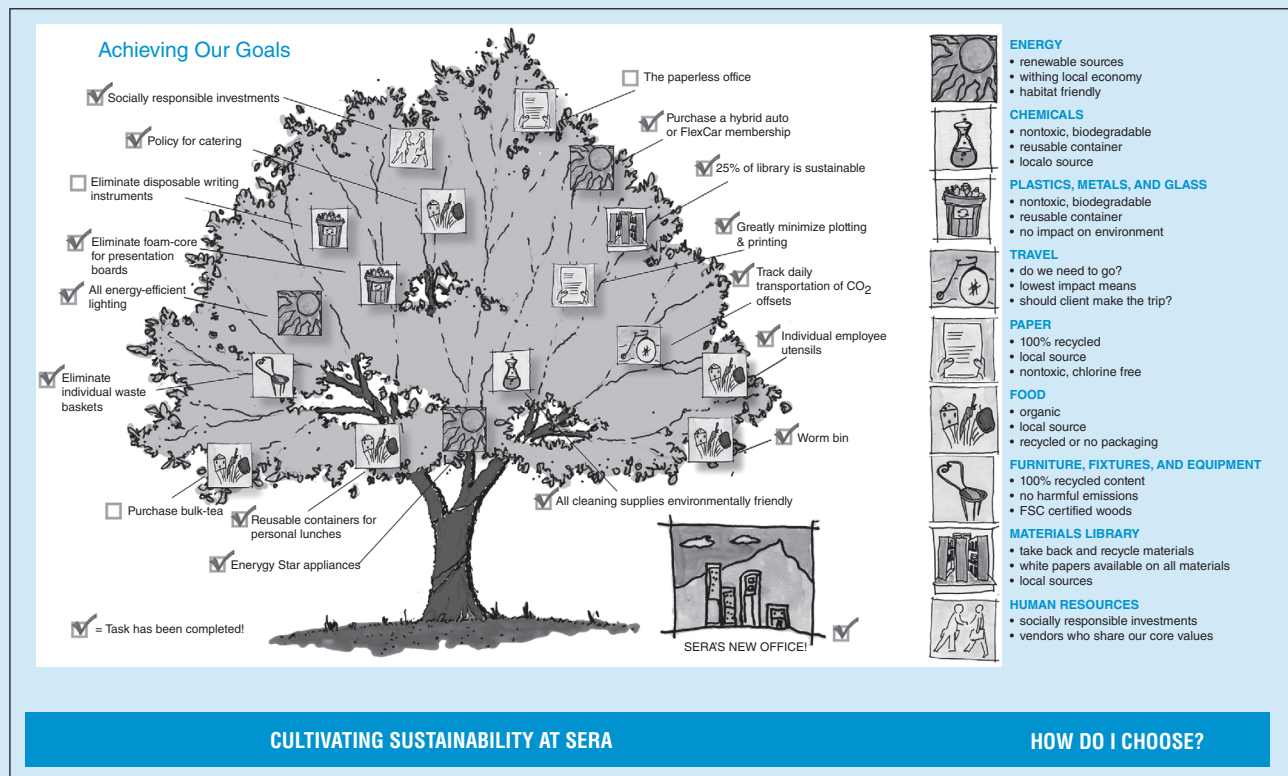 Achieving Our Goals
Socially responsible investments
Policy for catering
Eliminate disposable writing
instruments
Eliminate foam-core
for presentation
boards
All energy-efficient
lighting
Eliminate
individual waste
baskets
Purchase bulk-tea
Reusable containers for
personal lunches
Enerygy Star appliances
= Task has been completed!
The paperless office
Purchase a hybrid auto
or FlexCar membership
25% of library is sustainable
Greatly minimize plotting
& printing
Track daily
transportation of CO2
offsets
Individual employee
utensils
Worm bin
All cleaning supplies environmentally friendly
SERA'S NEW OFFICE!
ENERGY
• renewable sources
• withing local economy
• habitat friendly
CHEMICALS
• nontoxic, biodegradable
• reusable container
• localo source
PLASTICS, METALS, AND GLASS
• nontoxic, biodegradable
• reusable container
• no impact on environment
TRAVEL
• do we need to go?
• lowest impact means
• should client make the trip?
PAPER
• 100% recycled
• local source
• nontoxic, chlorine free
FOOD
• organic
• local source
• recycled or no packaging
FURNITURE, FIXTURES, AND EQUIPMENT
• 100% recycled content
• no harmful emissions
• FSC certified woods
MATERIALS LIBRARY
• take back and recycle materials
• white papers available on all materials
• local sources
HUMAN RESOURCES
• socially responsible investments
• vendors who share our core values
CULTIVATING SUSTAINABILITY AT SERA
HOW DO I CHOOSE?